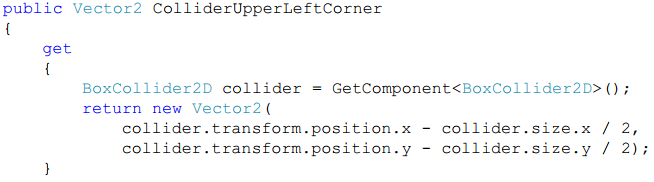 public Vector2 ColliderUpperLeftCorner
{
    get
    {
        BoxCollider2D collider = GetComponent<BoxCollider2D>();
        return new Vector2(
            collider.transform.position.x - collider.size.x / 2,
            collider.transform.position.y - collider.size.y / 2);
    }